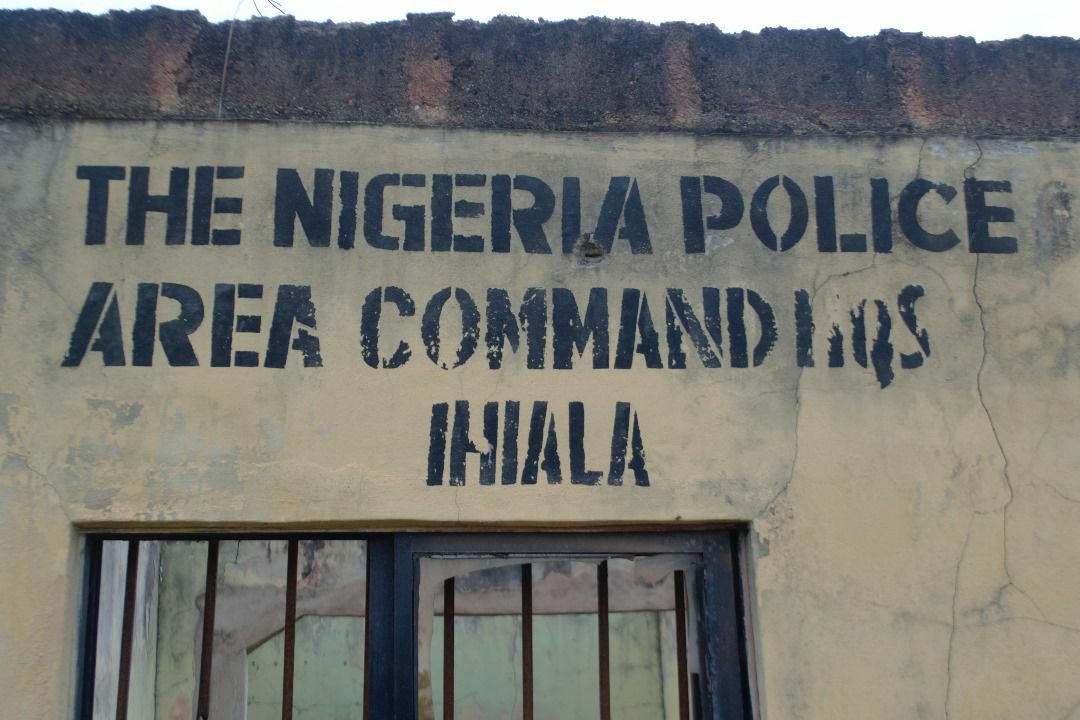 THE NIGERIA POLICE
AREA COMMAND HQS
IHIALA